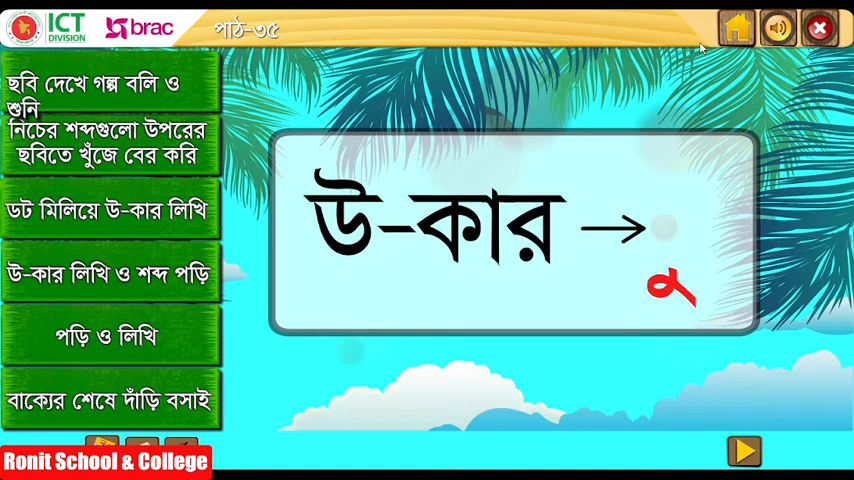 ICT
DIVISION
brac
পাঠ-৩৫
ছবি দেখে গল্প বলি ও
শুনি
নিচের শব্দগুলো উপরের
ছবিতে খুঁজে বের করি
ডট মিলিয়ে উ-কার লিখি
উ-কার লিখি ও শব্দ পড়ি
পড়ি ও লিখি
বাক্যের শেষে দাঁড়ি বসাই
উ-কার → ু
Ronit School & College